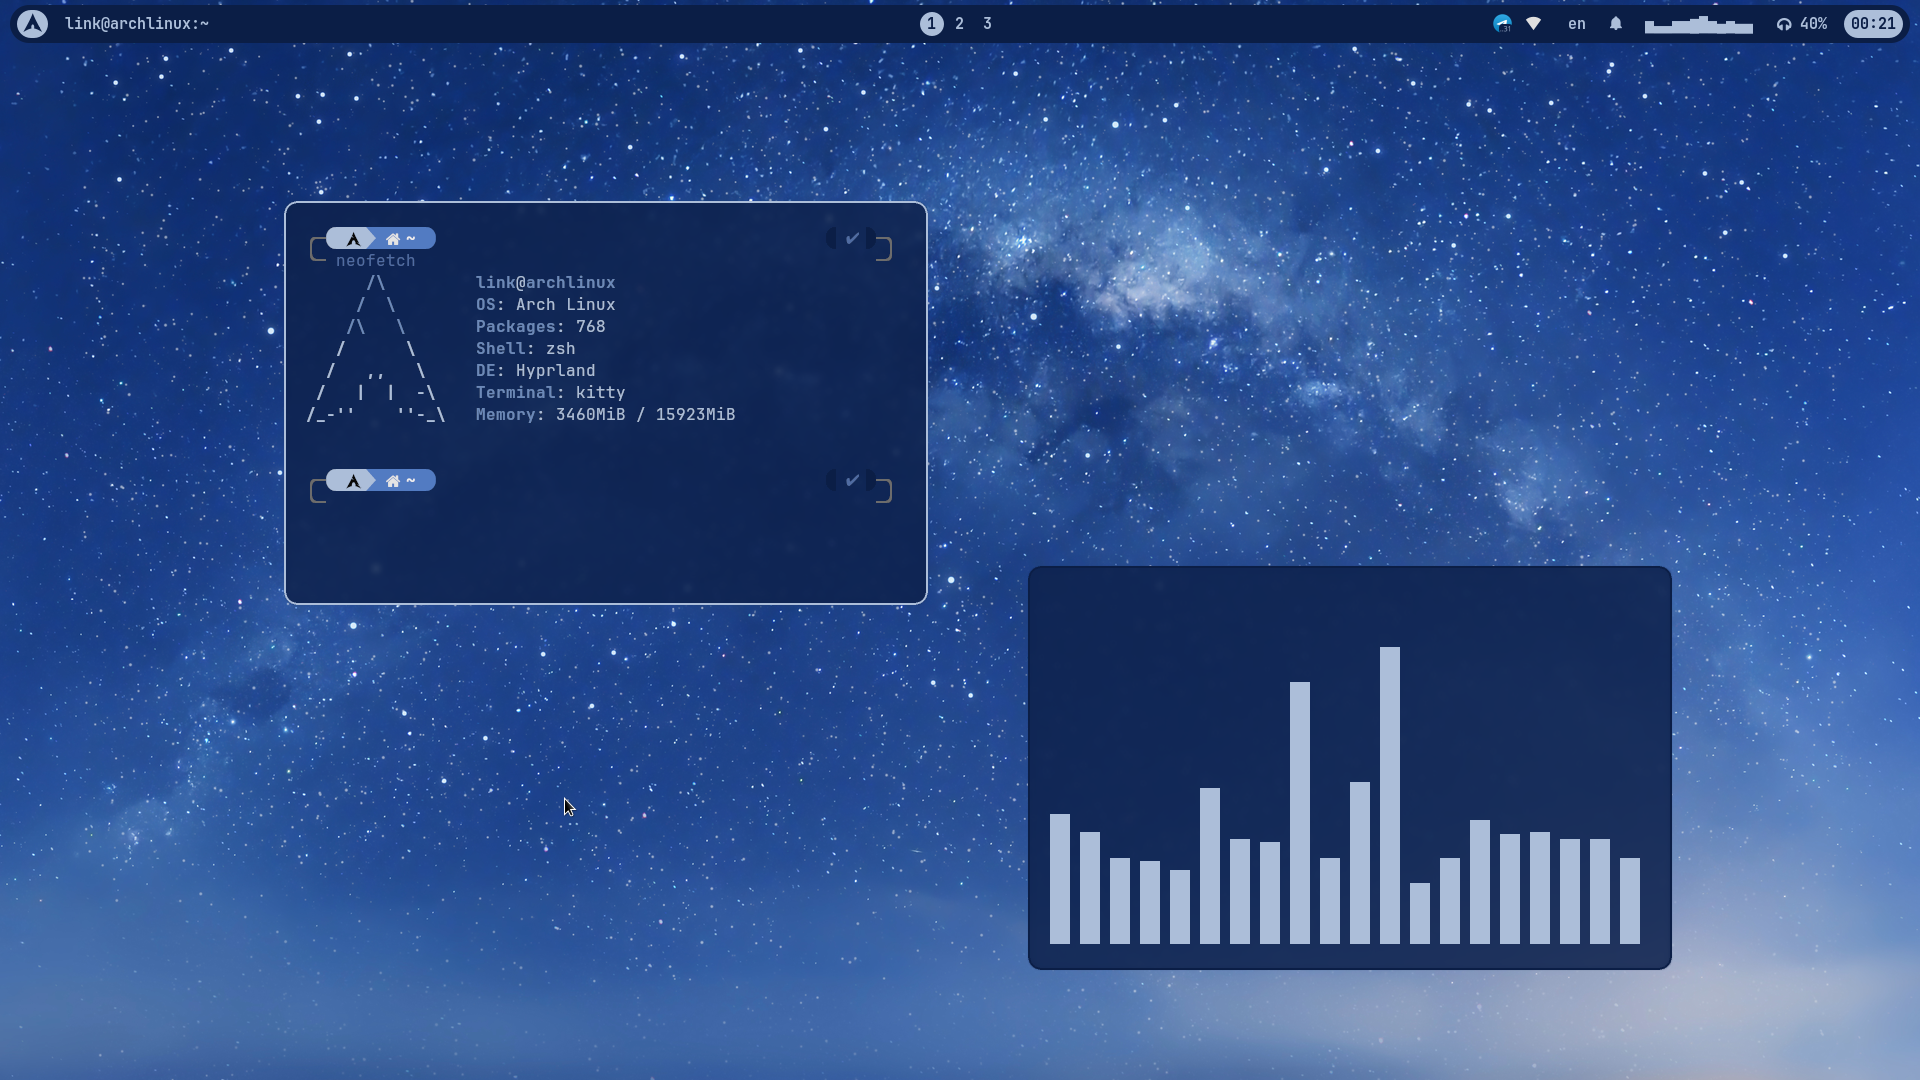 link@archlinux:~
1 2 3
31
en
40%
00:21
~
neofetch
link@archlinux
OS: Arch Linux
Packages: 768
Shell: zsh
DE: Hyprland
Terminal: kitty
Memory: 3460MiB / 15923MiB
~